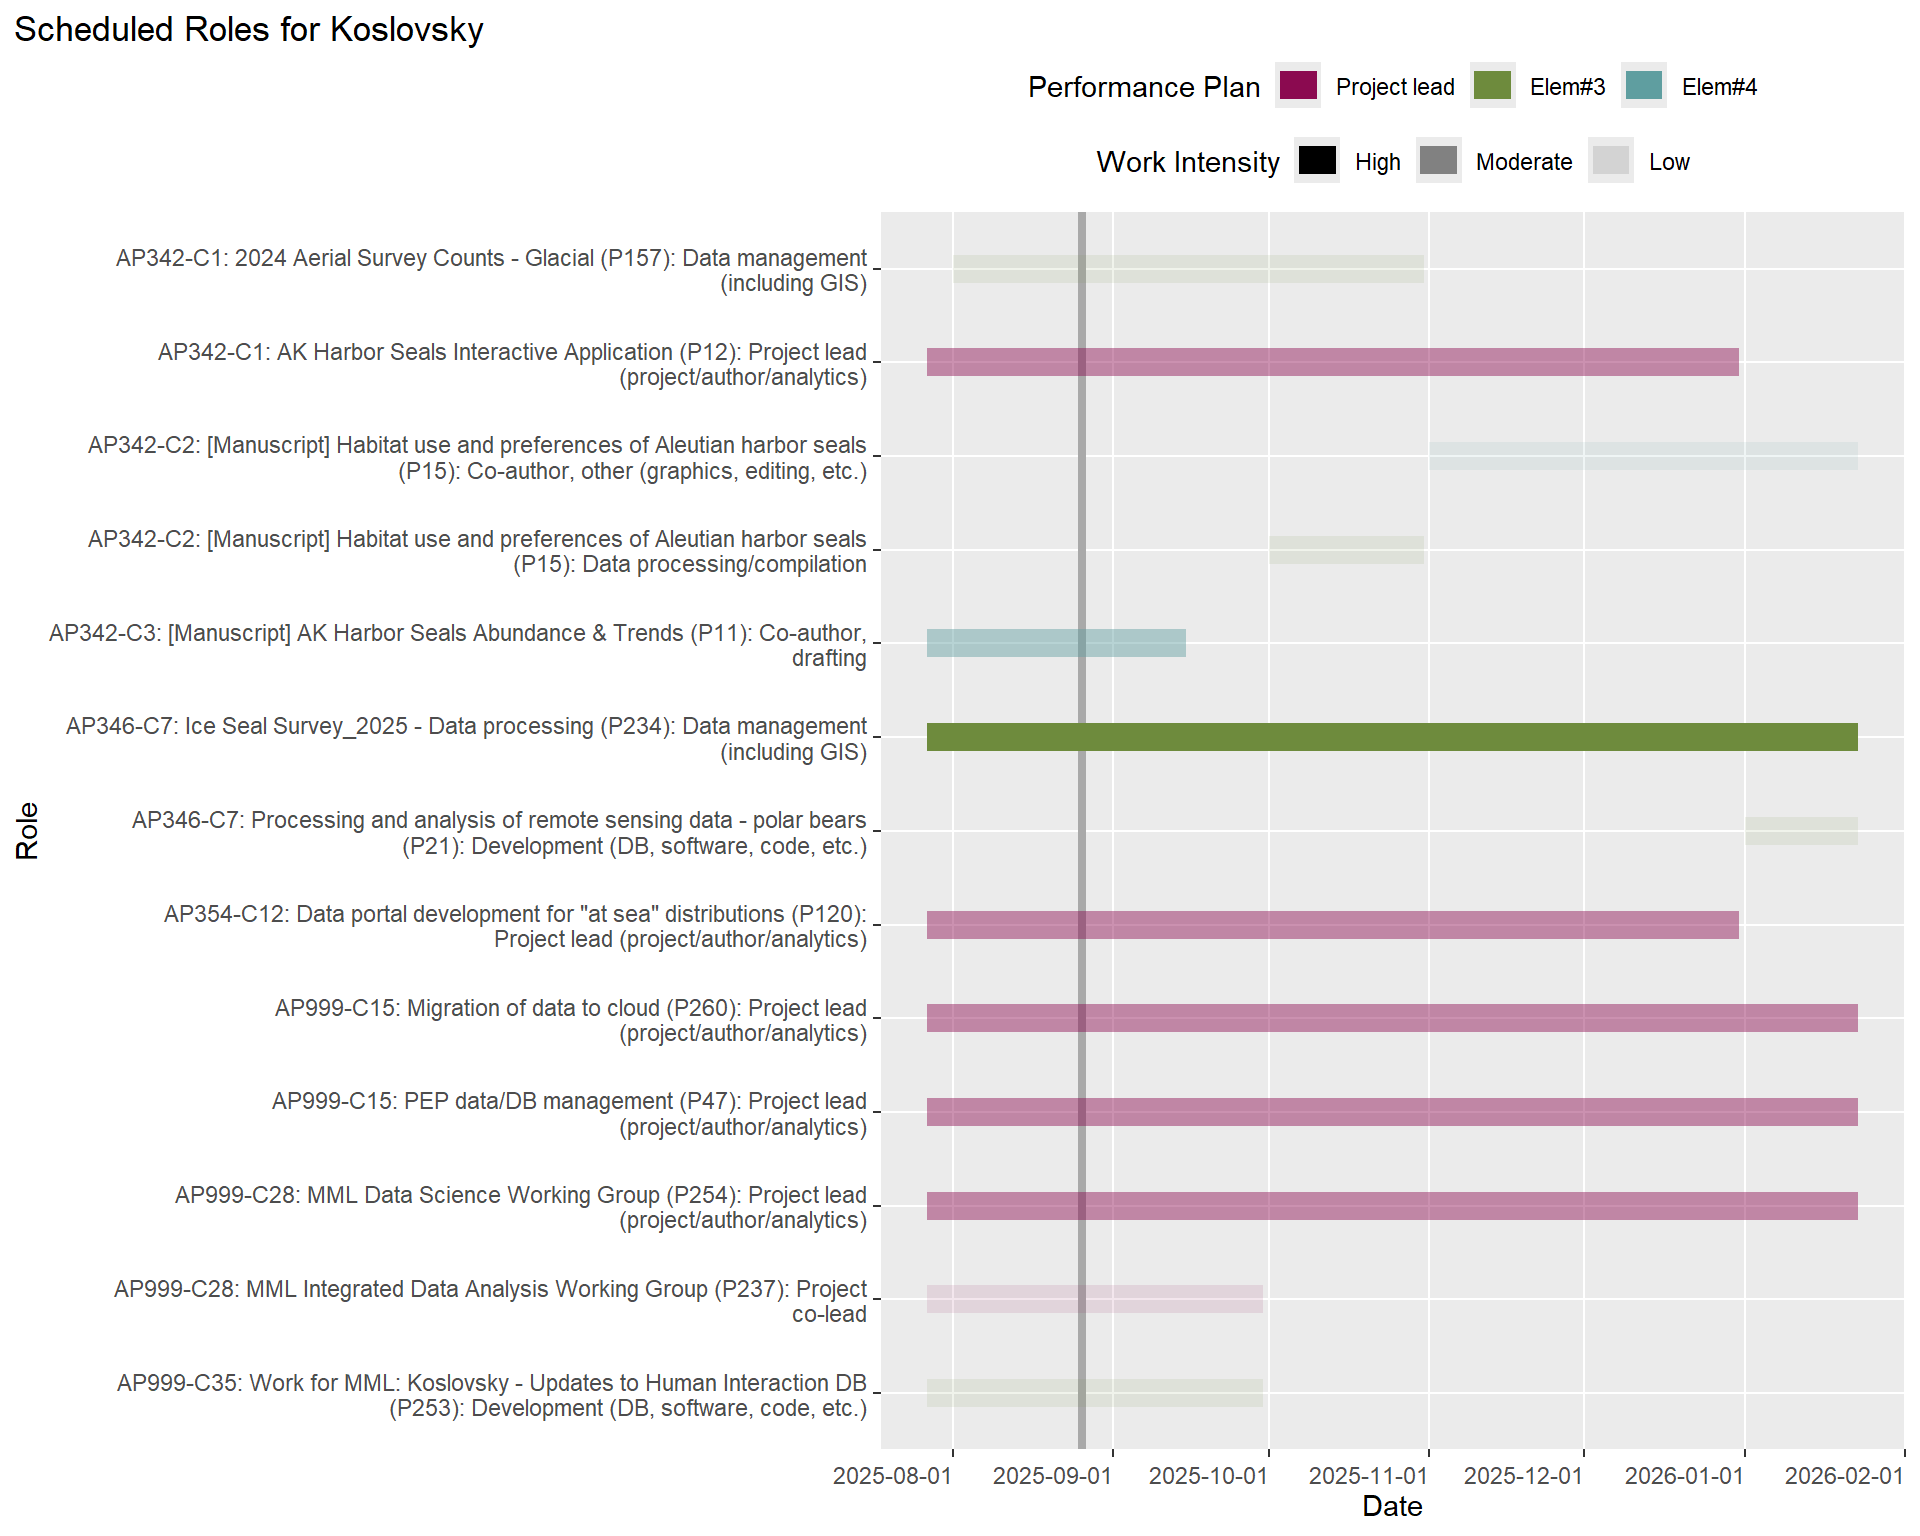 Scheduled Roles for Koslovsky
Performance Plan Project lead Elem#3 Elem#4
Work Intensity High Moderate Low
AP342-C1: 2024 Aerial Survey Counts - Glacial (P157): Data management
(including GIS)
AP342-C1: AK Harbor Seals Interactive Application (P12): Project lead
(project/author/analytics)
AP342-C2: [Manuscript] Habitat use and preferences of Aleutian harbor seals
(P15): Co-author, other (graphics, editing, etc.)
AP342-C2: [Manuscript] Habitat use and preferences of Aleutian harbor seals
(P15): Data processing/compilation
AP342-C3: [Manuscript] AK Harbor Seals Abundance & Trends (P11): Co-author,
drafting
AP346-C7: Ice Seal Survey_2025 - Data processing (P234): Data management
(including GIS)
AP346-C7: Processing and analysis of remote sensing data - polar bears
(P21): Development (DB, software, code, etc.)
AP354-C12: Data portal development for "at sea" distributions (P120):
Project lead (project/author/analytics)
AP999-C15: Migration of data to cloud (P260): Project lead
(project/author/analytics)
AP999-C15: PEP data/DB management (P47): Project lead
(project/author/analytics)
AP999-C28: MML Data Science Working Group (P254): Project lead
(project/author/analytics)
AP999-C28: MML Integrated Data Analysis Working Group (P237): Project
co-lead
AP999-C35: Work for MML: Koslovsky - Updates to Human Interaction DB
(P253): Development (DB, software, code, etc.)
Role
2025-08-01 2025-09-01 2025-10-01 2025-11-01 2025-12-01 2026-01-01 2026-02-01
Date